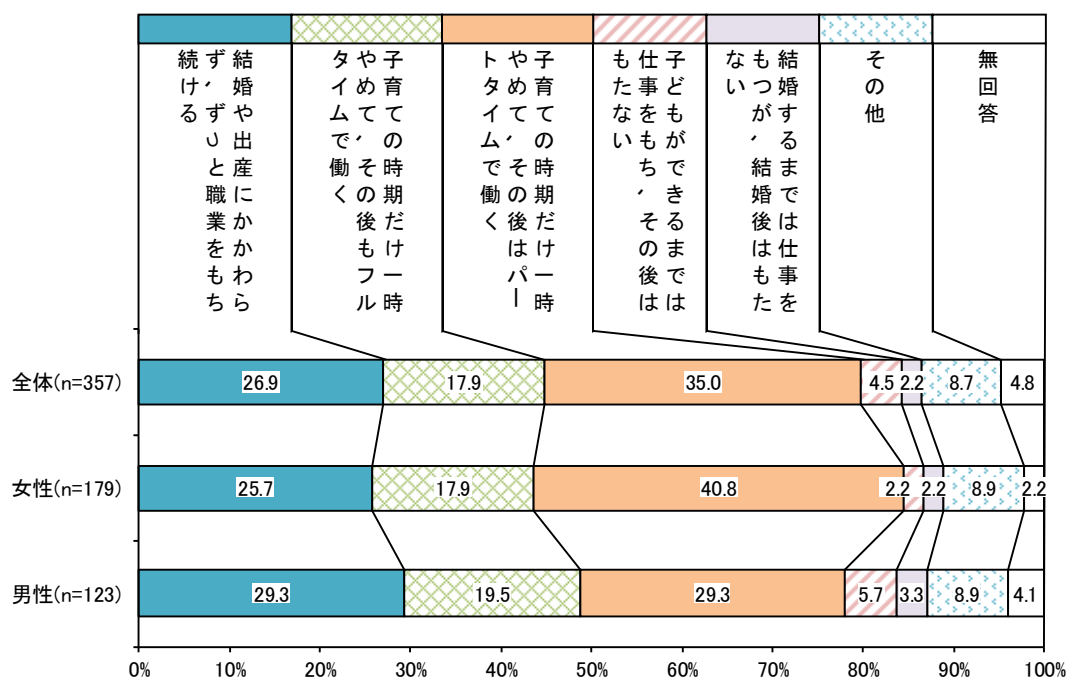 結婚や出産にかかわら
ず，ずっと職業をもち
続ける
子育ての時期だけ一時
やめて，その後もフル
タイムで働く
子育ての時期だけ一時
やめて，その後はパー
トタイムで働く
子どもができるまでは
仕事をもち，その後は
もたない
結婚するまでは仕事を
もつが，結婚後はもた
ない
その他
無回答
全体(n=357)
26.9 17.9 35.0 4.5 2.2 8.7 4.8
女性(n=179)
25.7 17.9 40.8 2.2 2.2 8.9 2.2
男性(n=123)
29.3 19.5 29.3 5.7 3.3 8.9 4.1
0% 10% 20% 30% 40% 50% 60% 70% 80% 90% 100%